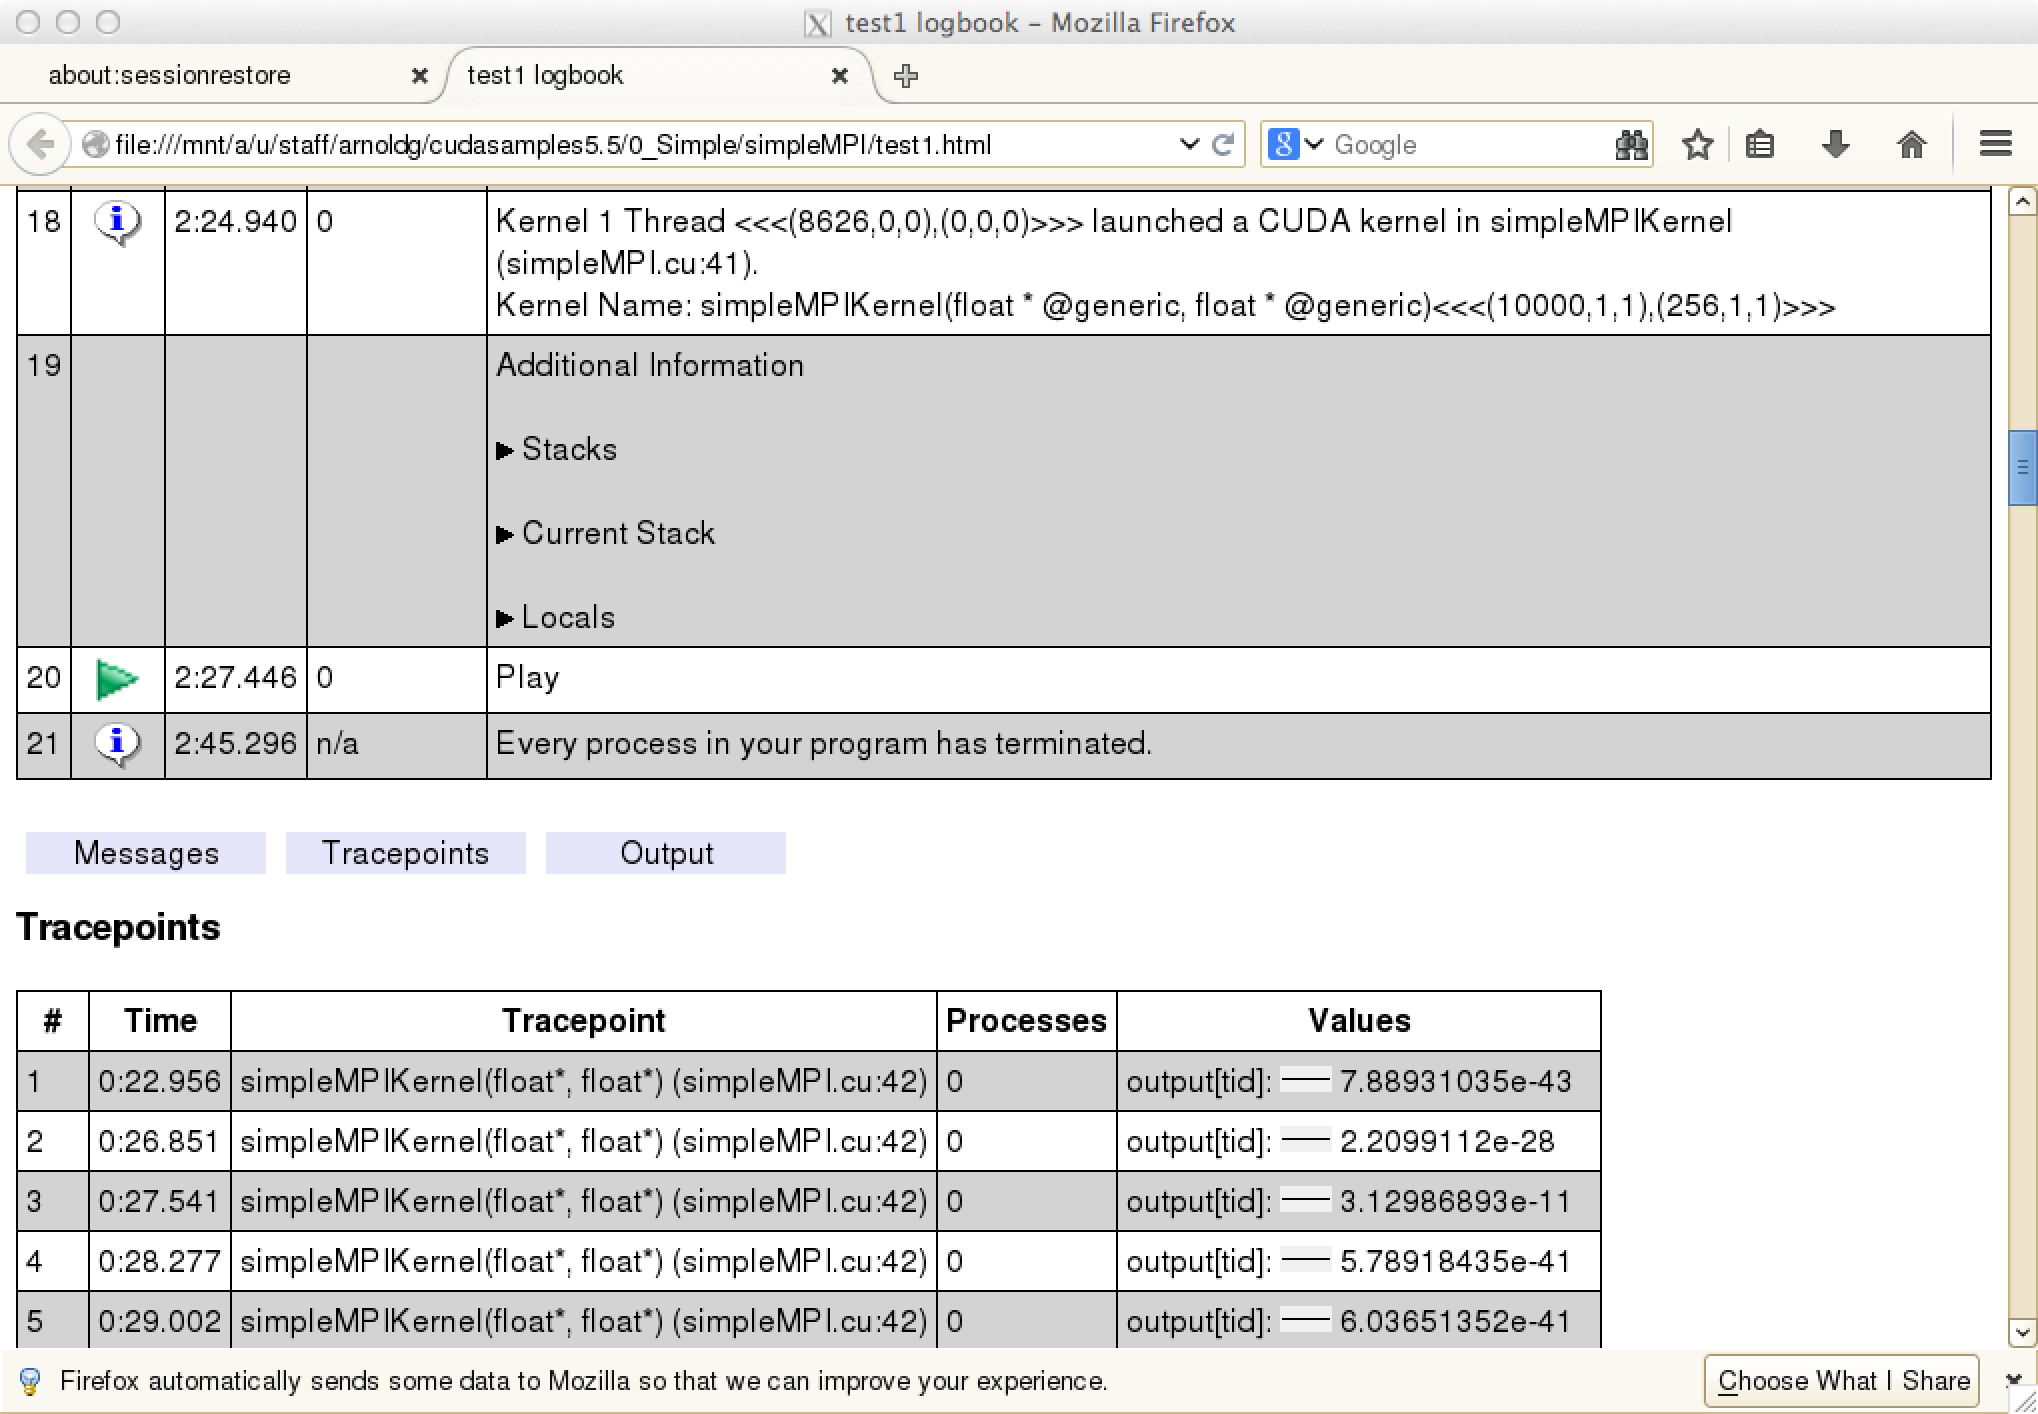 test1 logbook – Mozilla Firefox
about:sessionrestore
test1 logbook
file:///mnt/a/u/staff/arnoldg/cudasamples5.5/0_Simple/simpleMPI/test1.html
Google
18 2:24.940 0 Kernel 1 Thread <<<(8626,0,0),(0,0,0)>>> launched a CUDA kernel in simpleMPIKernel
(simpleMPI.cu:41).
Kernel Name: simpleMPIKernel(float * @generic, float * @generic)<<<(10000,1,1),(256,1,1)>>>
19 Additional Information
Stacks
Current Stack
Locals
20 2:27.446 0 Play
21 2:45.296 n/a Every process in your program has terminated.
Messages Tracepoints Output
Tracepoints
# Time Tracepoint Processes Values
1 0:22.956 simpleMPIKernel(float*, float*) (simpleMPI.cu:42) 0 output[tid]: 7.88931035e-43
2 0:26.851 simpleMPIKernel(float*, float*) (simpleMPI.cu:42) 0 output[tid]: 2.2099112e-28
3 0:27.541 simpleMPIKernel(float*, float*) (simpleMPI.cu:42) 0 output[tid]: 3.12986893e-11
4 0:28.277 simpleMPIKernel(float*, float*) (simpleMPI.cu:42) 0 output[tid]: 5.78918435e-41
5 0:29.002 simpleMPIKernel(float*, float*) (simpleMPI.cu:42) 0 output[tid]: 6.03651352e-41
Firefox automatically sends some data to Mozilla so that we can improve your experience.
Choose What I Share